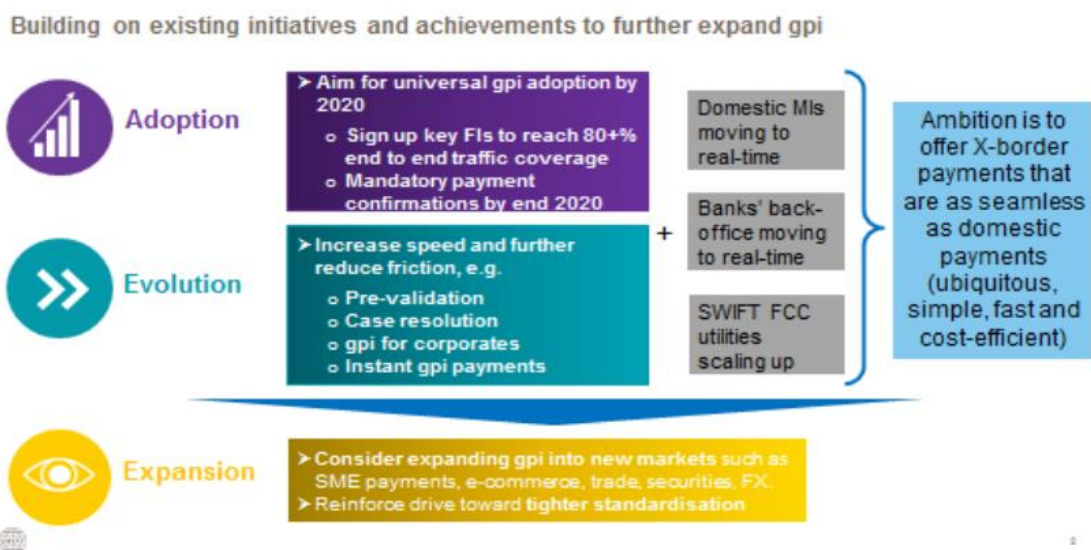 Building on existing initiatives and achievements to further expand gpi
Adoption
➤ Aim for universal gpi adoption by
2020
o Sign up key FIs to reach 80+%
end to end traffic coverage
o Mandatory payment
confirmations by end 2020
Evolution
➤ Increase speed and further
reduce friction, e.g.
o Pre-validation
o Case resolution
o gpi for corporates
o Instant gpi payments
+
Domestic MIs
moving to
real-time
Banks' back-
office moving
to real-time
SWIFT FCC
utilities
scaling up
Ambition is to
offer X-border
payments that
are as seamless
as domestic
payments
(ubiquitous,
simple, fast and
cost-efficient)
Expansion
➤ Consider expanding gpi into new markets such as
SME payments, e-commerce, trade, securities, FX.
➤ Reinforce drive toward tighter standardisation